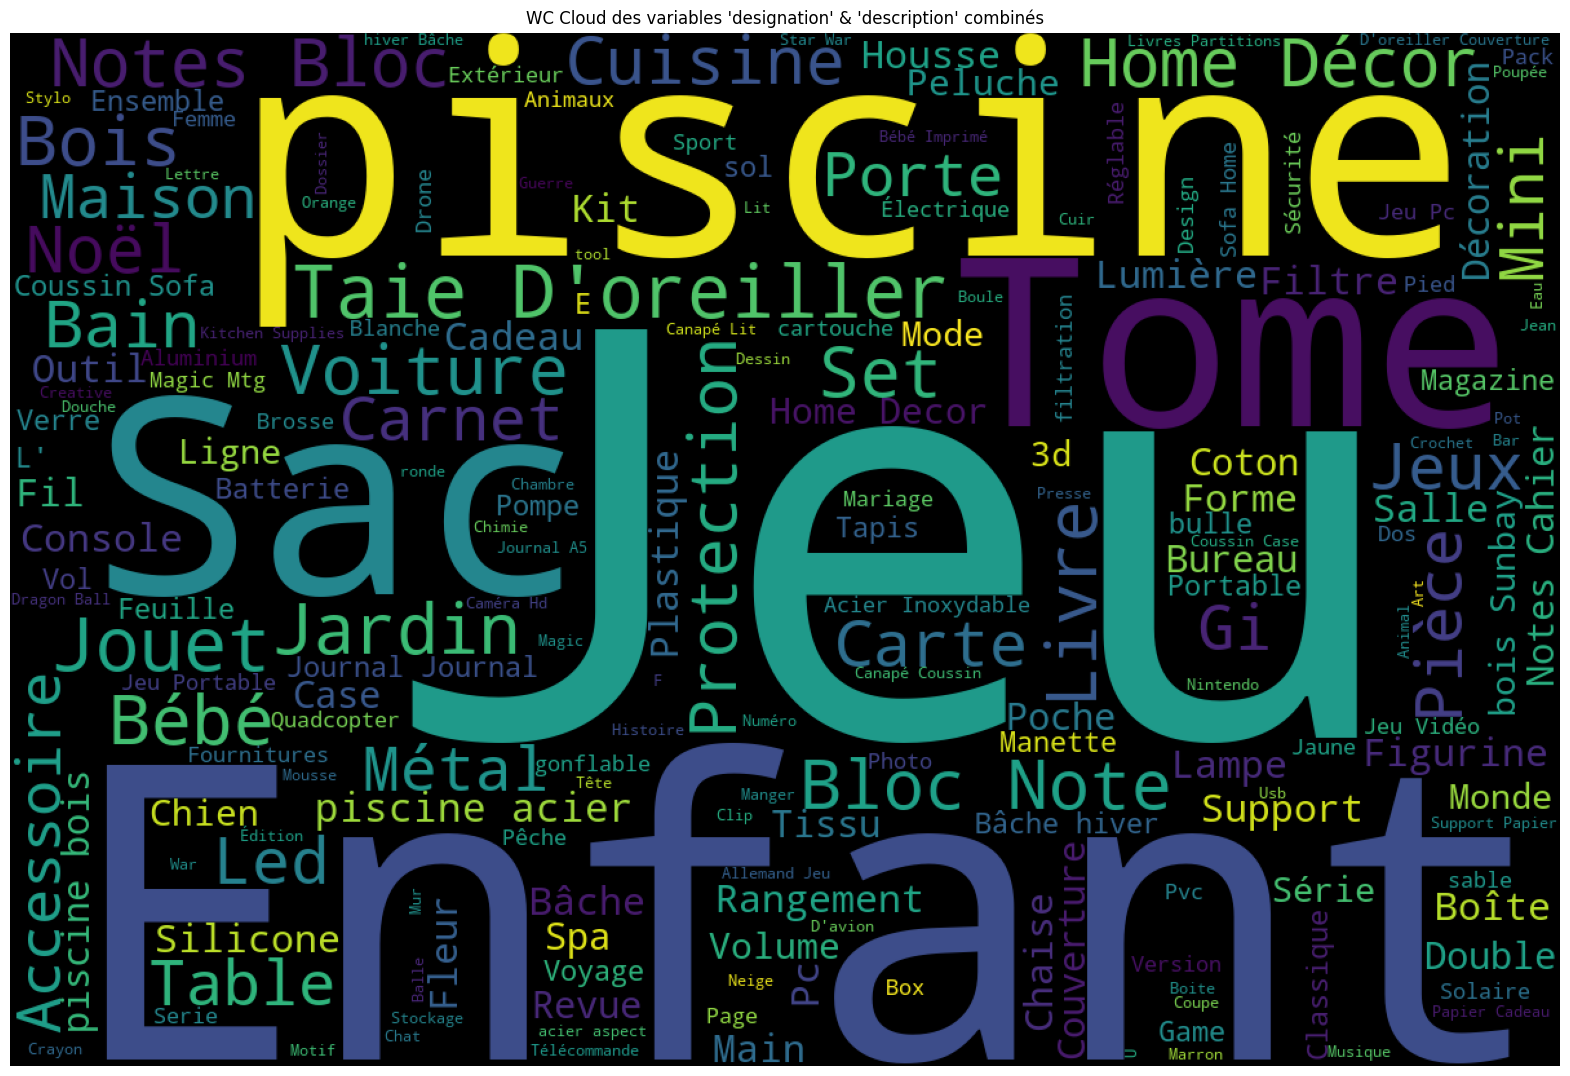 WC Cloud des variables 'designation' & 'description' combinés
Notes
Bloc
hiver Bâche
Cuisine
Star War
Housse
Livres Partitions
D'oreiller Couverture
Home Décor
Pack
Poupée
Extérieur
Peluche
Stylo
Ensemble
Animaux
Femme
piscine
Bois
Dossier
Sport
Bébé Imprimé
Réglable
Sécurité
Décoration
Mini
sol
Porte
Lettre
Maison
Orange
Drone
Guerre
Kit
Lit
Électrique
Cuir
Design
Sofa Home
Jeu Pc
Noël
tool
Coussin Sofa
Taie D'oreiller
E
Tome
Boule
Lumière
Filtre
Pied
Eau
Jean
Bain
Kitchen Supplies
Blanche
Cadeau
Canapé Lit
cartouche
Mode
filtration
Outil
Aluminium
Magic Mtg
Voiture
Protection
Dessin
Set
Magazine
Creative
Douche
Verre
Brosse
Carnet
Home Decor
Pot
Sac
Jeu
L'
Ligne
3d
Coton
Crochet
Bar
Jeux
Fil
Batterie
ronde
Chambre
Pompe
Plastique
Mariage
Presse
Forme
Salle
Console
Chimie
Journal A5
Tapis
Livre
bulle
Coussin Case
Dos
bois Sunbay
Notes Cahier
Vol
Bureau
Pièce
Art
Dragon Ball
Feuille
Caméra Hd
Acier Inoxydable
Portable
Jouet
Jardin
Magic
Carte
Gi
Animal
Journal Journal
Jeu Portable
Case
F
Canapé Coussin
Nintendo
Accessoire
Bébé
Quadcopter
Histoire
Numéro
Poche
Jeu Vidéo
Fournitures
Manette
Jaune
Figurine
Mousse
Métal
gonflable
Tête
Photo
Bloc Note
Lampe
Enfant
piscine bois
Chien
piscine acier
Manger
Clip
Usb
Support
Monde
Support Papier
Édition
Pêche
Tissu
Bâche hiver
War
Led
Allemand Jeu
Couverture
Pvc
Série
sable
Mur
Bâche
Rangement
Boîte
Fleur
D'avion
Chaise
Classique
Silicone
Spa
Volume
Double
Table
Balle
Voyage
Neige
Pc
Box
Version
Boite
Solaire
Serie
Stockage
Revue
Page
Coupe
Papier Cadeau
Chat
acier aspect
Game
Crayon
Motif
Télécommande
Main
U
Marron
Musique